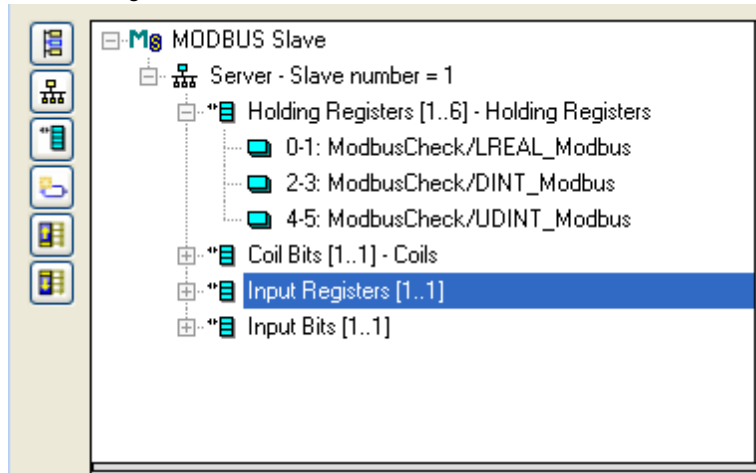 MODBUS Slave
Server - Slave number = 1
Holding Registers [1..6] - Holding Registers
0-1: ModbusCheck/LREAL_Modbus
2-3: ModbusCheck/DINT_Modbus
4-5: ModbusCheck/UDINT_Modbus
Coil Bits [1..1] - Coils
Input Registers [1..1]
Input Bits [1..1]